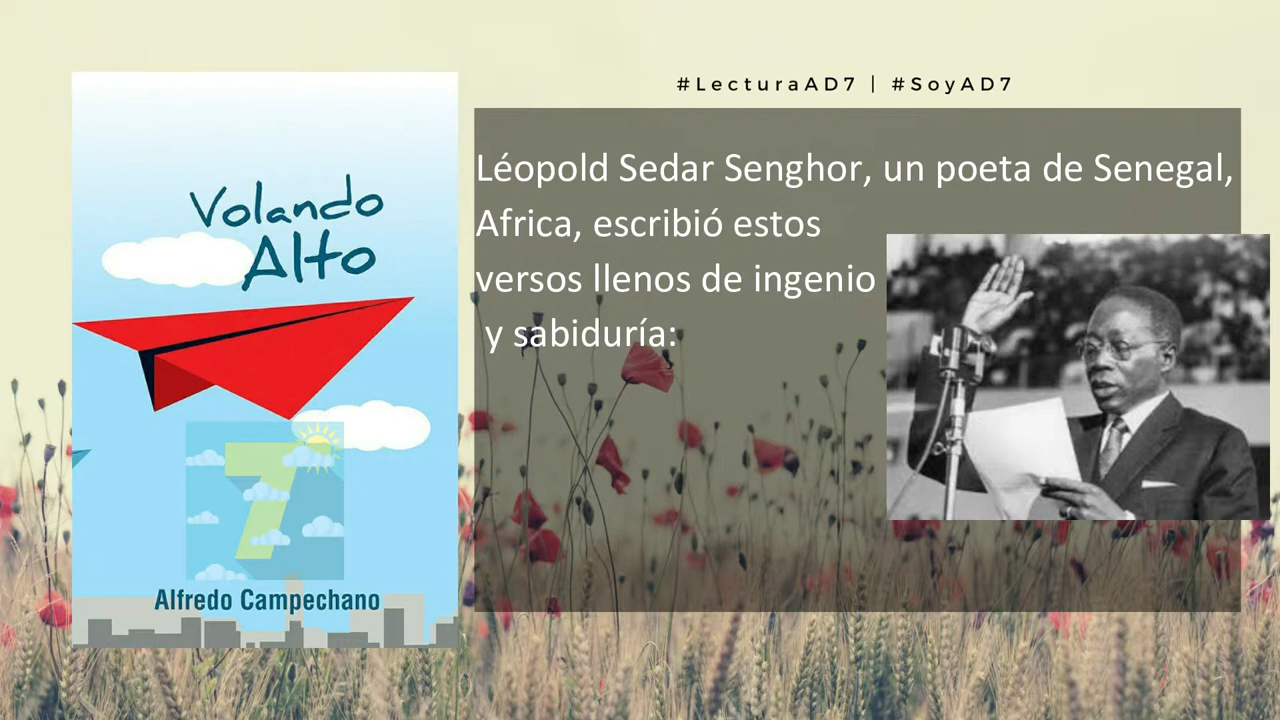 #LecturaAD7 | #SoyAD7
Volando
Alto
7
Alfredo Campechano
Léopold Sedar Senghor, un poeta de Senegal,
Africa, escribió estos
versos llenos de ingenio
y sabiduría: